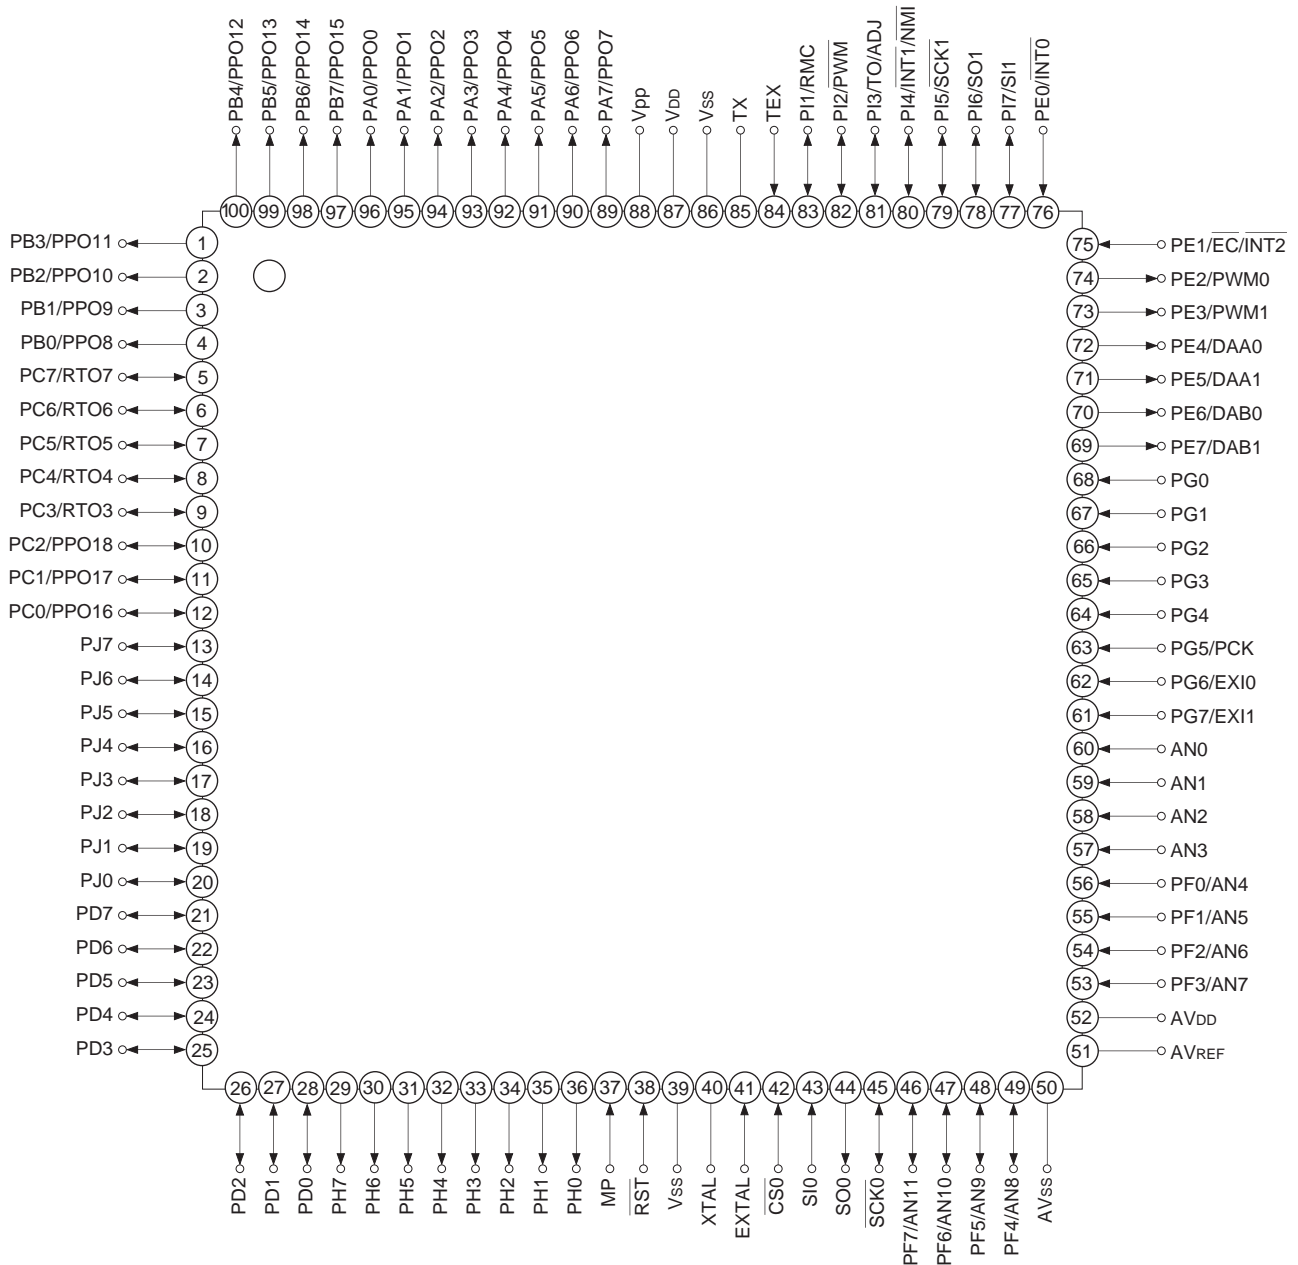 PB4/PPO12
PB5/PPO13
PB6/PPO14
PB7/PPO15
PA0/PPO0
PA1/PPO1
PA2/PPO2
PA3/PPO3
PA4/PPO4
PA5/PPO5
PA6/PPO6
PA7/PPO7
Vpp
VDD
VSS
TX
TEX
PI1/RMC
PI2/PWM
PI3/TO/ADJ
PI4/INT1/NMI
PI5/SCK1
PI6/SO1
PI7/SI1
PE0/INT0
100 99 98 97 96 95 94 93 92 91 90 89 88 87 86 85 84 83 82 81 80 79 78 77 76
PB3/PPO11 1
PB2/PPO10 2
PB1/PPO9 3
PB0/PPO8 4
PC7/RTO7 5
PC6/RTO6 6
PC5/RTO5 7
PC4/RTO4 8
PC3/RTO3 9
PC2/PPO18 10
PC1/PPO17 11
PC0/PPO16 12
PJ7 13
PJ6 14
PJ5 15
PJ4 16
PJ3 17
PJ2 18
PJ1 19
PJ0 20
PD7 21
PD6 22
PD5 23
PD4 24
PD3 25
75 PE1/EC/INT2
74 PE2/PWM0
73 PE3/PWM1
72 PE4/DAA0
71 PE5/DAA1
70 PE6/DAB0
69 PE7/DAB1
68 PG0
67 PG1
66 PG2
65 PG3
64 PG4
63 PG5/PCK
62 PG6/EXI0
61 PG7/EXI1
60 AN0
59 AN1
58 AN2
57 AN3
56 PF0/AN4
55 PF1/AN5
54 PF2/AN6
53 PF3/AN7
52 AVDD
51 AVREF
26 27 28 29 30 31 32 33 34 35 36 37 38 39 40 41 42 43 44 45 46 47 48 49 50
PD2
PD1
PD0
PH7
PH6
PH5
PH4
PH3
PH2
PH1
PH0
MP
RST
VSS
XTAL
EXTAL
CS0
SI0
SO0
SCK0
PF7/AN11
PF6/AN10
PF5/AN9
PF4/AN8
AVSS